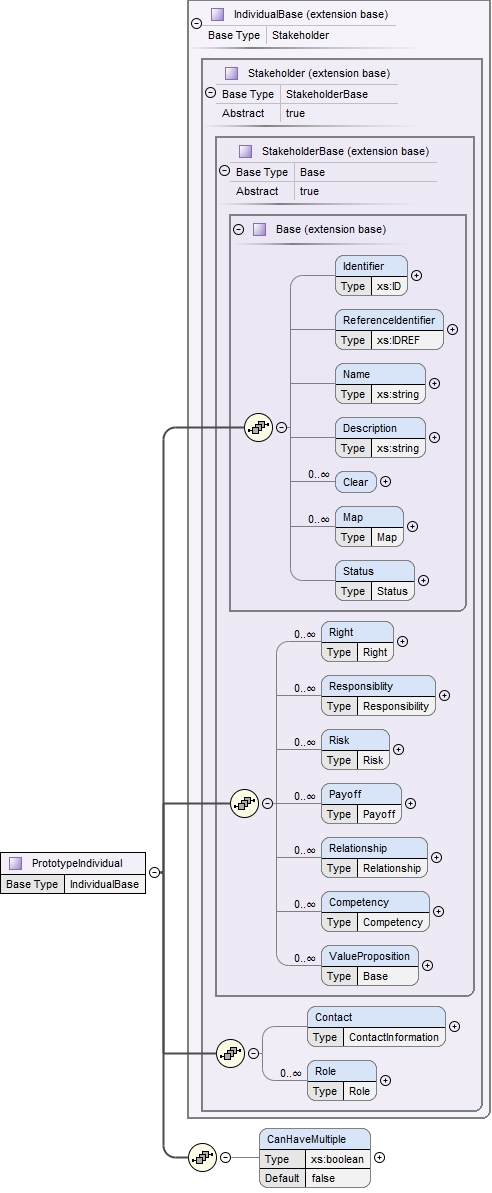 IndividualBase (extension base)
Base Type Stakeholder
Stakeholder (extension base)
Base Type StakeholderBase
Abstract true
StakeholderBase (extension base)
Base Type Base
Abstract true
Base (extension base)
Identifier
Type xs:ID
ReferenceIdentifier
Type xs:IDREF
Name
Type xs:string
Description
Type xs:string
0..∞ Clear
0..∞ Map
Type Map
Status
Type Status
0..∞ Right
Type Right
0..∞ Responsiblity
Type Responsibility
0..∞ Risk
Type Risk
0..∞ Payoff
Type Payoff
0..∞ Relationship
Type Relationship
0..∞ Competency
Type Competency
0..∞ ValueProposition
Type Base
PrototypeIndividual
Base Type IndividualBase
Contact
Type ContactInformation
0..∞ Role
Type Role
CanHaveMultiple
Type xs:boolean
Default false